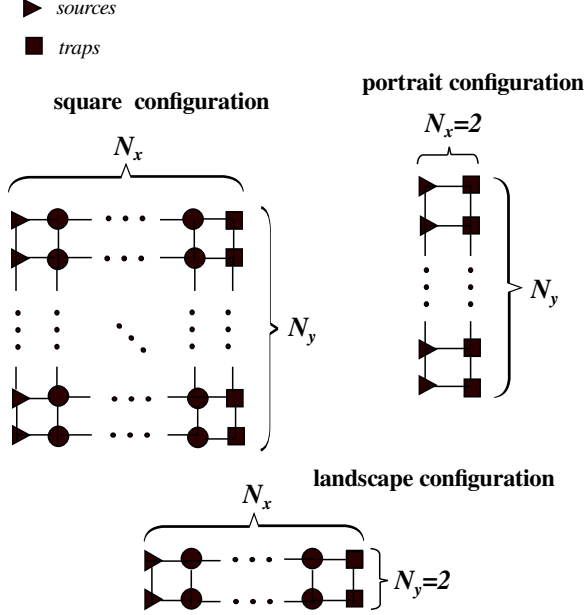 sources
traps
portrait configuration
square configuration
N_x=2
N_x
N_y
N_y
landscape configuration
N_x
N_y=2